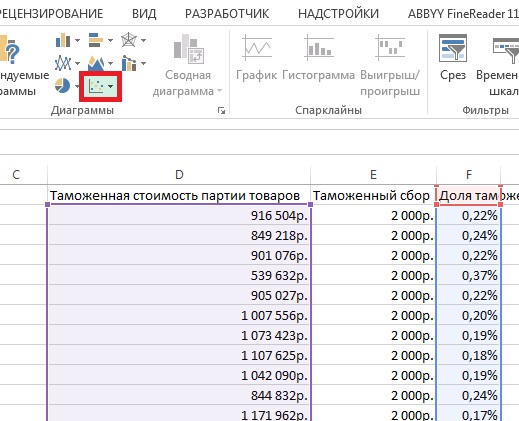 РЕЦЕНЗИРОВАНИЕ ВИД РАЗРАБОТЧИК НАДСТРОЙКИ ABBYY FineReader 11
ндуемые
раммы
Сводная
диаграмма
График Гистограмма Выигрыш/
проигрыш
Срез Времен
шкал
Диаграммы Спарклайны Фильтры
C D E F
Таможенная стоимость партии товаров Таможенный сбор Доля таможе
916 504р. 2 000р. 0,22%
849 218р. 2 000р. 0,24%
901 076р. 2 000р. 0,22%
539 632р. 2 000р. 0,37%
905 027р. 2 000р. 0,22%
1 007 556р. 2 000р. 0,20%
1 073 423р. 2 000р. 0,19%
1 107 625р. 2 000р. 0,18%
1 042 090р. 2 000р. 0,19%
844 832р. 2 000р. 0,24%
1 171 962р. 2 000р. 0,17%